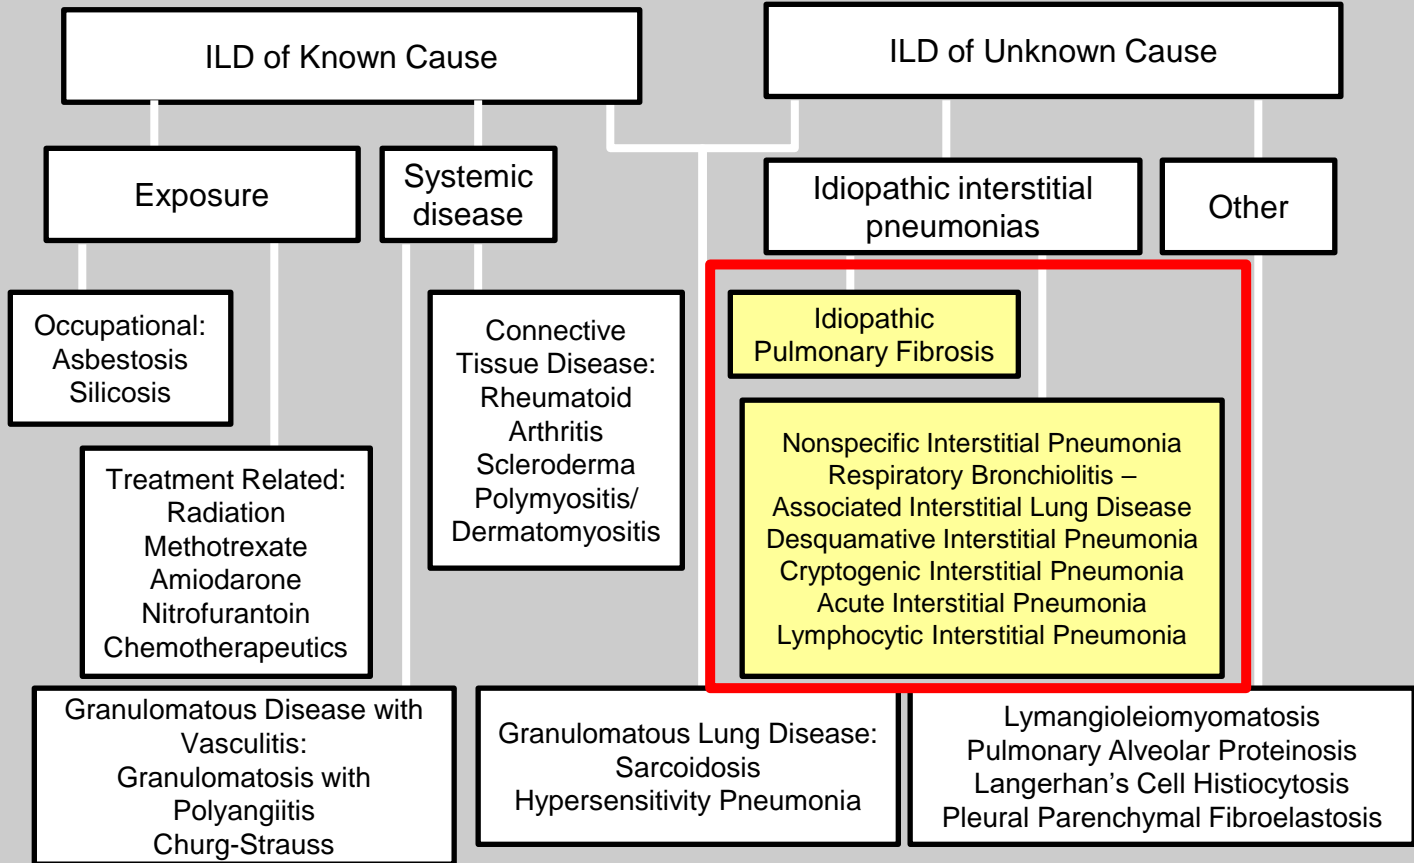 ILD of Known Cause
ILD of Unknown Cause
Exposure
Systemic
disease
Idiopathic interstitial
pneumonias
Other
Occupational:
Asbestosis
Silicosis
Connective
Tissue Disease:
Rheumatoid
Arthritis
Scleroderma
Polymyositis/
Dermatomyositis
Idiopathic
Pulmonary Fibrosis
Nonspecific Interstitial Pneumonia
Respiratory Bronchiolitis –
Associated Interstitial Lung Disease
Desquamative Interstitial Pneumonia
Cryptogenic Interstitial Pneumonia
Acute Interstitial Pneumonia
Lymphocytic Interstitial Pneumonia
Treatment Related:
Radiation
Methotrexate
Amiodarone
Nitrofurantoin
Chemotherapeutics
Granulomatous Disease with
Vasculitis:
Granulomatosis with
Polyangiitis
Churg-Strauss
Granulomatous Lung Disease:
Sarcoidosis
Hypersensitivity Pneumonia
Lymangioleiomyomatosis
Pulmonary Alveolar Proteinosis
Langerhan's Cell Histiocytosis
Pleural Parenchymal Fibroelastosis